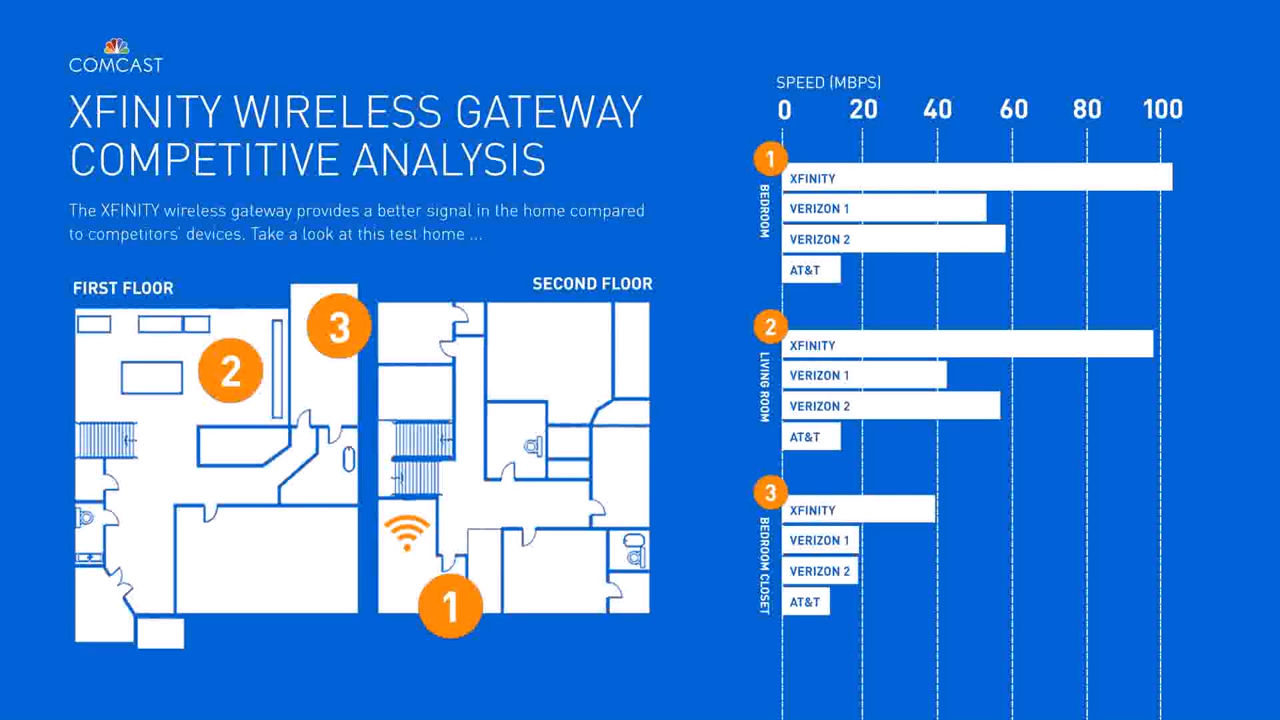 COMCAST
XFINITY WIRELESS GATEWAY
COMPETITIVE ANALYSIS
The XFINITY wireless gateway provides a better signal in the home compared
to competitors' devices. Take a look at this test home ...
FIRST FLOOR
SECOND FLOOR
2
3
1
SPEED (MBPS)
0 20 40 60 80 100
1
BEDROOM
XFINITY
VERIZON 1
VERIZON 2
AT&T
2
LIVING ROOM
XFINITY
VERIZON 1
VERIZON 2
AT&T
3
BEDROOM CLOSET
XFINITY
VERIZON 1
VERIZON 2
AT&T